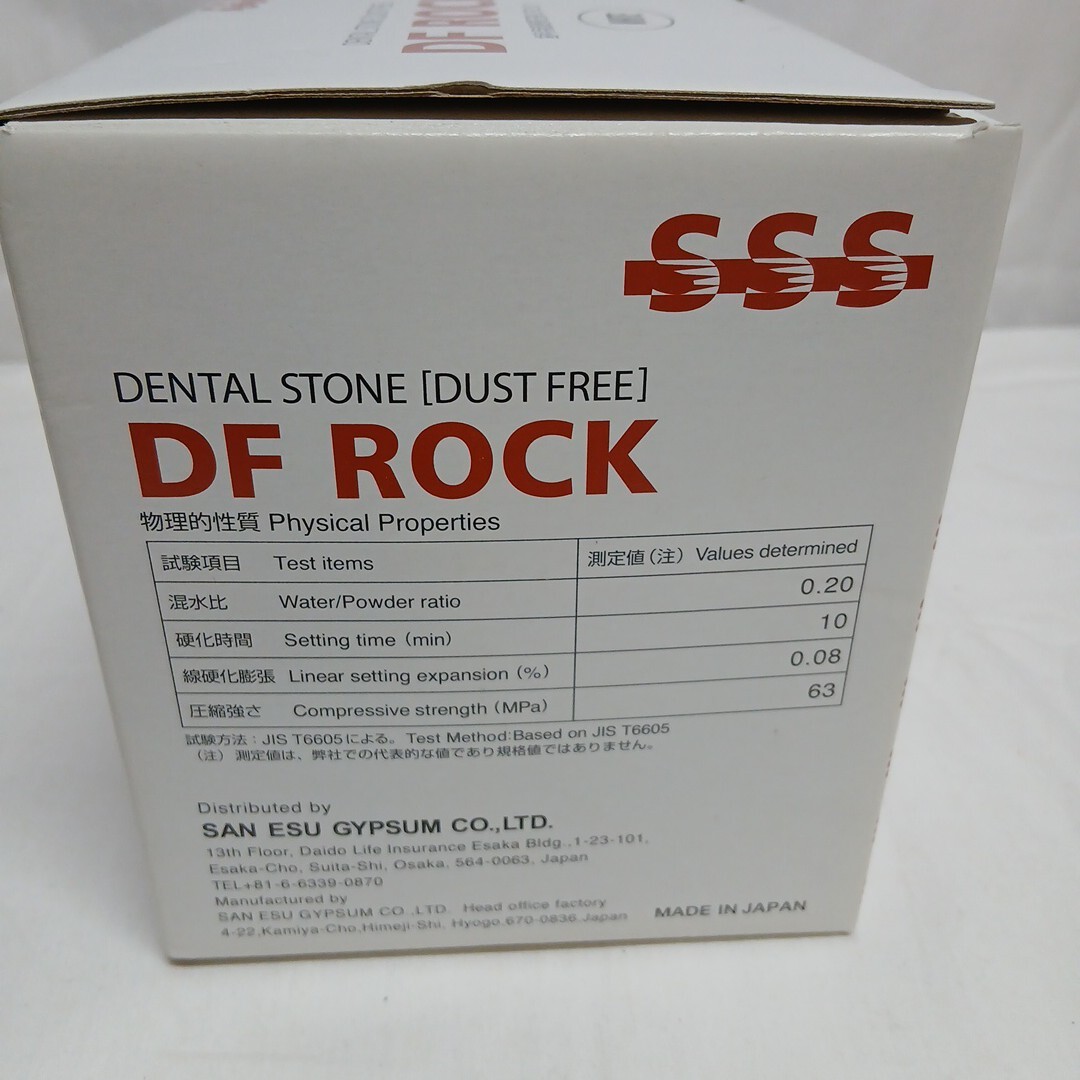 DF ROCK
SSS
DENTAL STONE [DUST FREE]
DF ROCK
物理的性質 Physical Properties
試験項目 Test items 測定値(注) Values determined
混水比 Water/Powder ratio 0.20
硬化時間 Setting time (min) 10
線硬化膨張 Linear setting expansion (%) 0.08
圧縮強さ Compressive strength (MPa) 63
試験方法:JIS T6605による。 Test Method:Based on JIS T6605
(注) 測定値は、弊社での代表的な値であり規格値ではありません。
Distributed by
SAN ESU GYPSUM CO.,LTD.
13th Floor, Daido Life Insurance Esaka Bldg.,1-23-101,
Esaka-Cho, Suita-Shi, Osaka, 564-0063, Japan
TEL+81-6-6339-0870
Manufactured by
SAN ESU GYPSUM CO.,LTD. Head office factory
4-22,Kamiya-Cho,Himeji-Shi, Hyogo,670-0836,Japan
MADE IN JAPAN